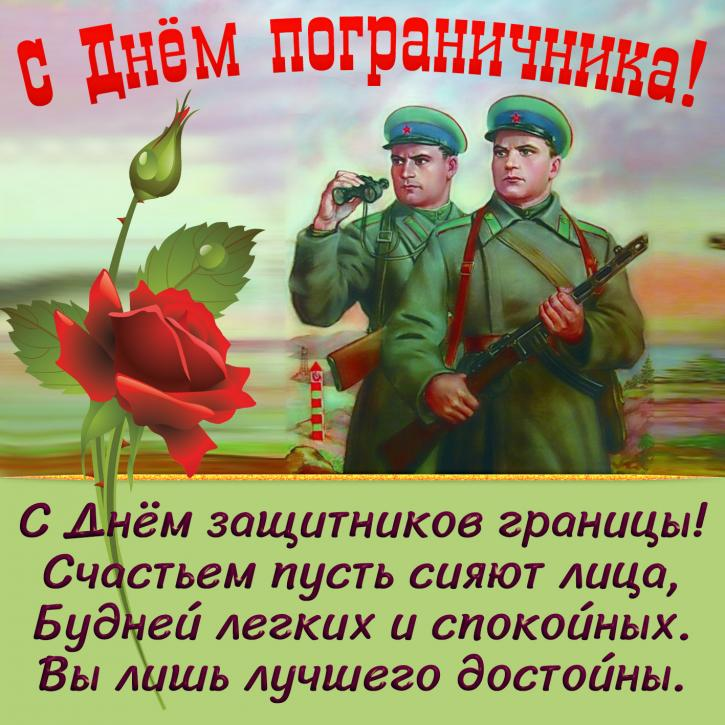 С Днём пограничника!
С Днём защитников границы!
Счастьем пусть сияют лица,
Будней легких и спокойных.
Вы лишь лучшего достойны.